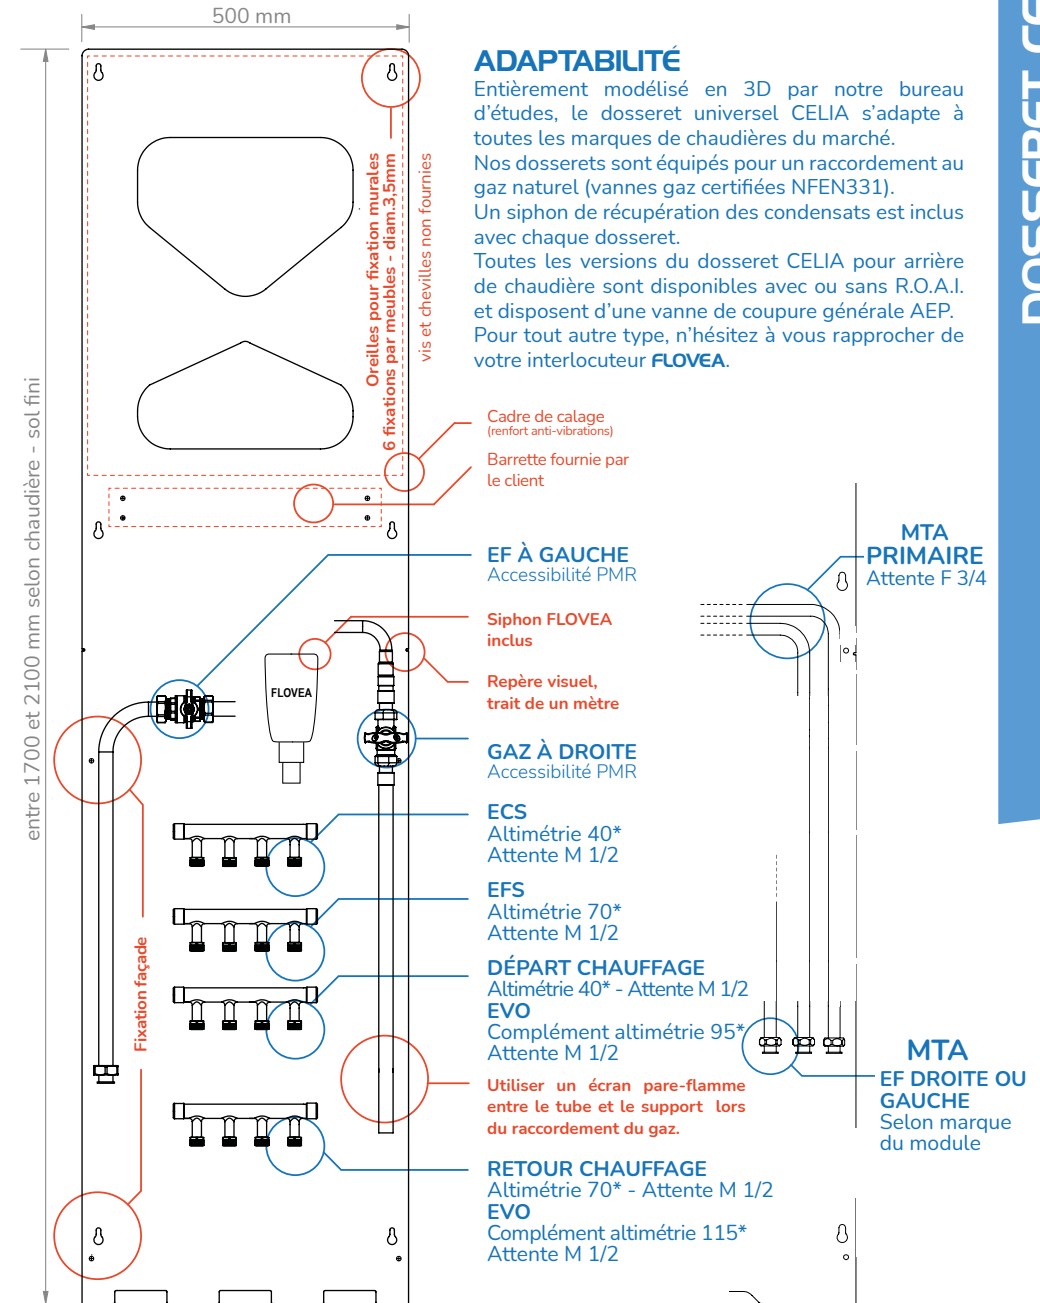 500 mm
entre 1700 et 2100 mm selon chaudière - sol fini
Oreilles pour fixation murales
6 fixations par meubles - diam.3,5mm
vis et chevilles non fournies
ADAPTABILITÉ
Entièrement modélisé en 3D par notre bureau
d’études, le dosseret universel CELIA s’adapte à
toutes les marques de chaudières du marché.
Nos dosserets sont équipés pour un raccordement au
gaz naturel (vannes gaz certifiées NFEN331).
Un siphon de récupération des condensats est inclus
avec chaque dosseret.
Toutes les versions du dosseret CELIA pour arrière
de chaudière sont disponibles avec ou sans R.O.A.I.
et disposent d’une vanne de coupure générale AEP.
Pour tout autre type, n’hésitez à vous rapprocher de
votre interlocuteur FLOVEA.
DOSSERET
Cadre de calage
(renfort anti-vibrations)
Barrette fournie par
le client
EF À GAUCHE
Accessibilité PMR
Siphon FLOVEA
inclus
Repère visuel,
trait de un mètre
FLOVEA
GAZ À DROITE
Accessibilité PMR
ECS
Altimétrie 40*
Attente M 1/2
EFS
Altimétrie 70*
Attente M 1/2
DÉPART CHAUFFAGE
Altimétrie 40* - Attente M 1/2
EVO
Complément altimétrie 95*
Attente M 1/2
Utiliser un écran pare-flamme
entre le tube et le support lors
du raccordement du gaz.
RETOUR CHAUFFAGE
Altimétrie 70* - Attente M 1/2
EVO
Complément altimétrie 115*
Attente M 1/2
Fixation façade
MTA
PRIMAIRE
Attente F 3/4
MTA
EF DROITE OU
GAUCHE
Selon marque
du module